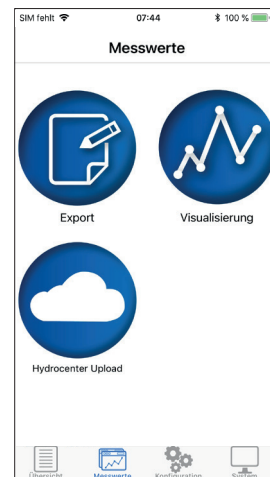 SIM fehlt 07:44 100 %
Messwerte
Export Visualisierung
Hydrocenter Upload
Übersicht Messwerte Konfiguration System